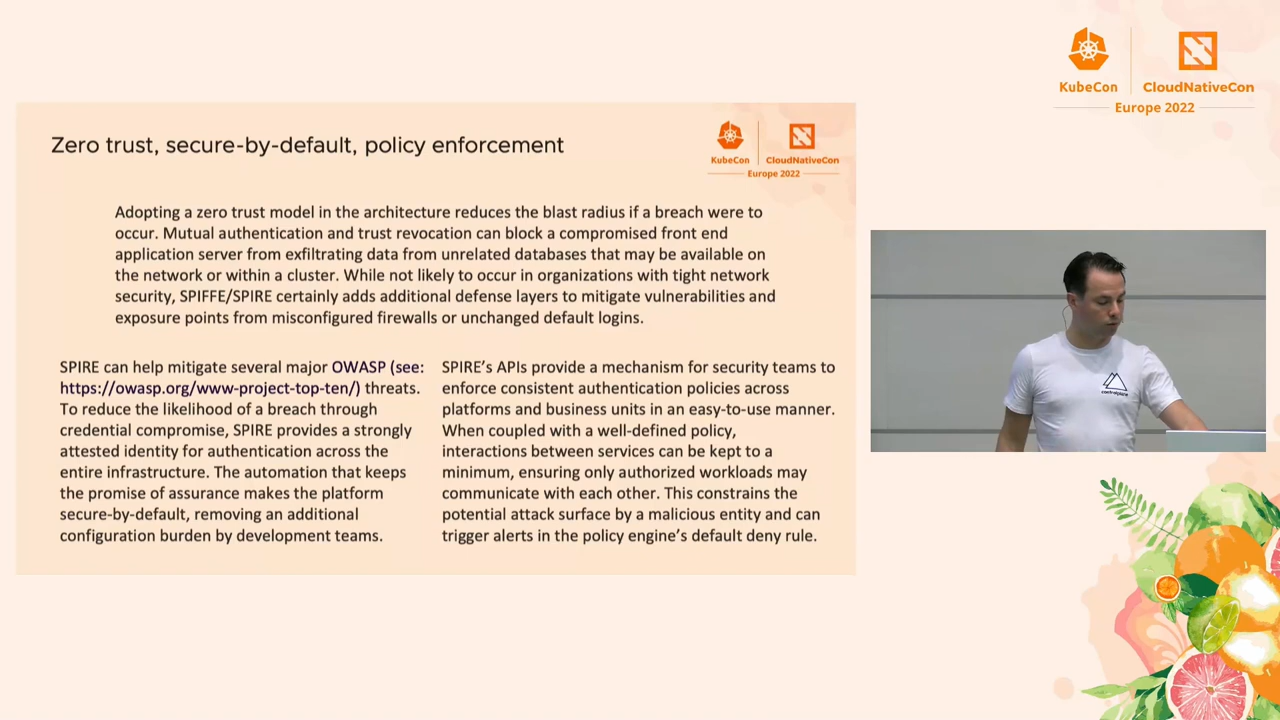 KubeCon
CloudNativeCon
Europe 2022
Zero trust, secure-by-default, policy enforcement
KubeCon
CloudNativeCon
Europe 2022
Adopting a zero trust model in the architecture reduces the blast radius if a breach were to
occur. Mutual authentication and trust revocation can block a compromised front end
application server from exfiltrating data from unrelated databases that may be available on
the network or within a cluster. While not likely to occur in organizations with tight network
security, SPIFFE/SPIRE certainly adds additional defense layers to mitigate vulnerabilities and
exposure points from misconfigured firewalls or unchanged default logins.
SPIRE can help mitigate several major OWASP (see:
https://owasp.org/www-project-top-ten/) threats.
To reduce the likelihood of a breach through
credential compromise, SPIRE provides a strongly
attested identity for authentication across the
entire infrastructure. The automation that keeps
the promise of assurance makes the platform
secure-by-default, removing an additional
configuration burden by development teams.
SPIRE's APIs provide a mechanism for security teams to
enforce consistent authentication policies across
platforms and business units in an easy-to-use manner.
When coupled with a well-defined policy,
interactions between services can be kept to a
minimum, ensuring only authorized workloads may
communicate with each other. This constrains the
potential attack surface by a malicious entity and can
trigger alerts in the policy engine's default deny rule.
controlplane